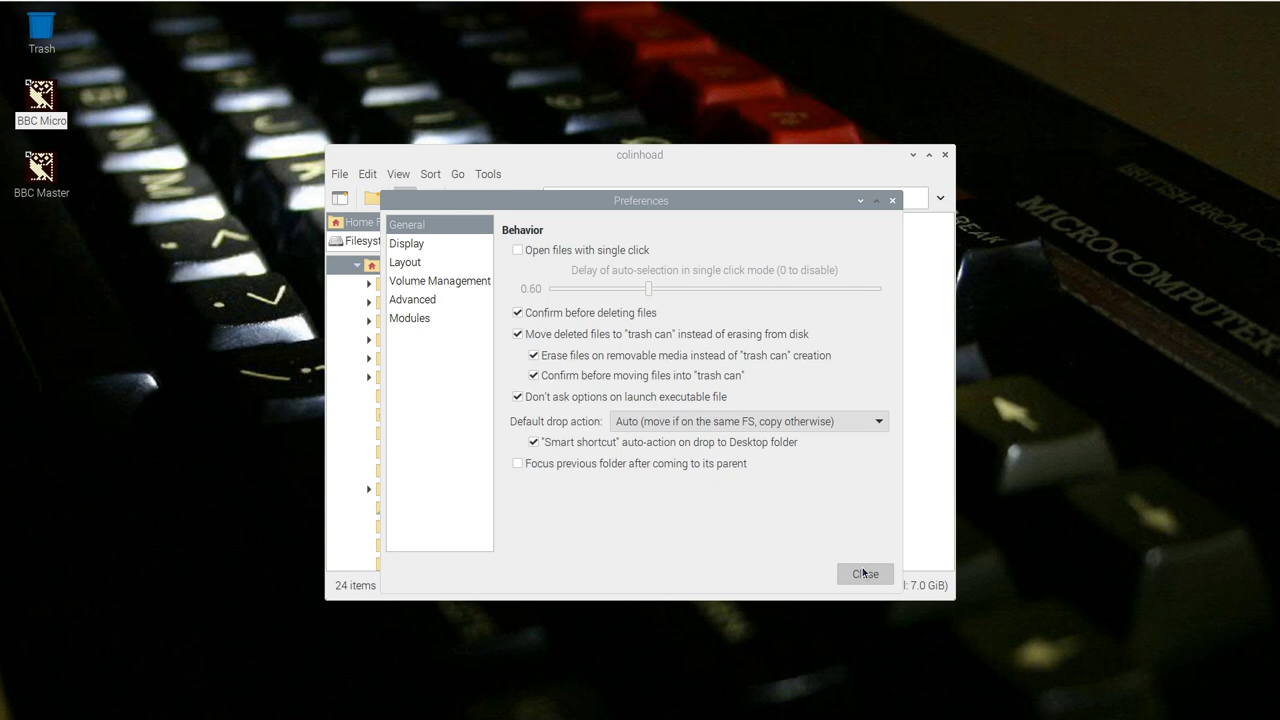 Trash
BBC Micro
BBC Master
colinhoad
File Edit View Sort Go Tools
Home
Preferences
General
Display
Layout
Volume Management
Advanced
Modules
Behavior
Open files with single click
Delay of auto-selection in single click mode (0 to disable)
0.60
Confirm before deleting files
Move deleted files to "trash can" instead of erasing from disk
Erase files on removable media instead of "trash can" creation
Confirm before moving files into "trash can"
Don't ask options on launch executable file
Default drop action: Auto (move if on the same FS, copy otherwise)
"Smart shortcut" auto-action on drop to Desktop folder
Focus previous folder after coming to its parent
Close
24 items
7.0 GiB)
BRITISH
MICROCOMPUTER